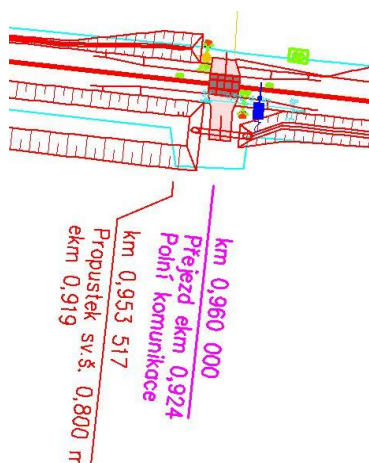 km 0,960 000
Přejezd ekm 0,924
Polní komunikace
km 0,953 517
Propustek sv.š. 0,800 m
ekm 0,919